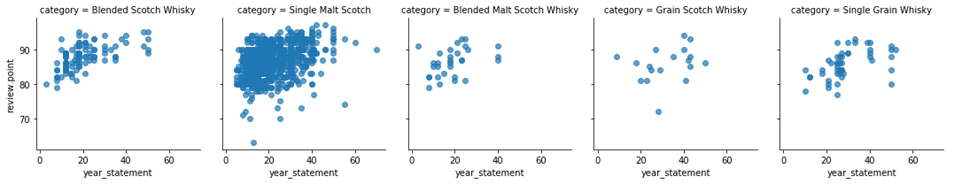 category = Blended Scotch Whisky
category = Single Malt Scotch
category = Blended Malt Scotch Whisky
category = Grain Scotch Whisky
category = Single Grain Whisky
review.point
90
80
70
0 20 40 60
0 20 40 60
0 20 40 60
0 20 40 60
0 20 40 60
year_statement
year_statement
year_statement
year_statement
year_statement